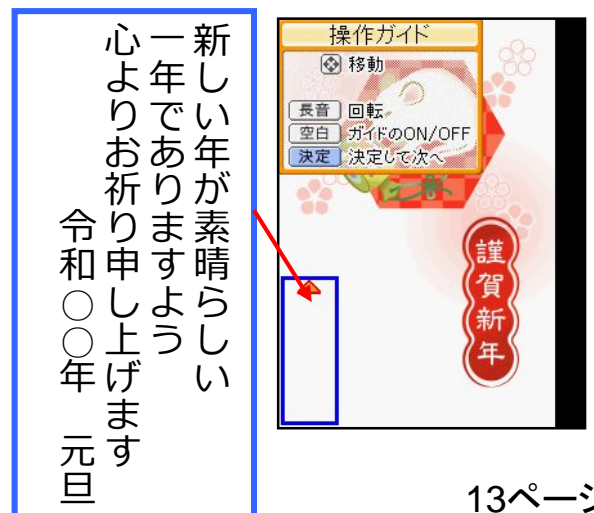 新しい年が素晴らしい
一年でありますよう
心よりお祈り申し上げます
令和○○年　元旦
操作ガイド
移動
長音 回転
空白 ガイドのON/OFF
決定 決定して次へ
謹賀新年
13ページ